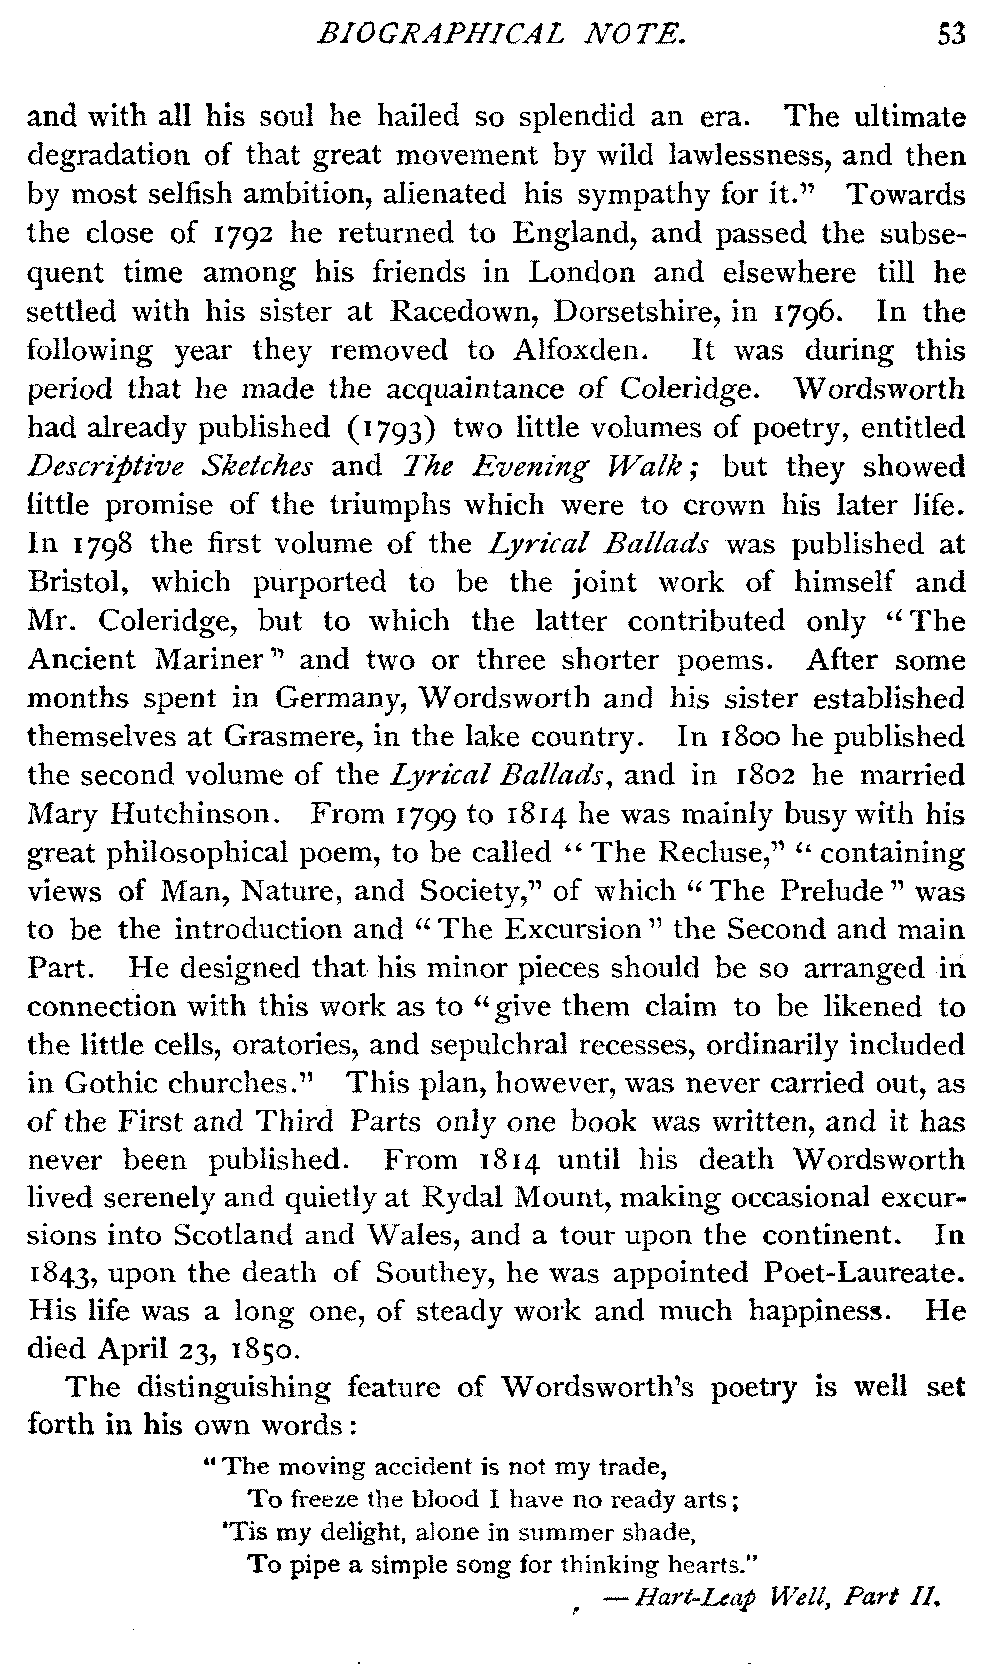 BIOGRAPHICAL NOTE. 53
and with all his soul he hailed so splendid an era. The ultimate
degradation of that great movement by wild lawlessness, and then
by most selfish ambition, alienated his sympathy for it." Towards
the close of 1792 he returned to England, and passed the subse-
quent time among his friends in London and elsewhere till he
settled with his sister at Racedown, Dorsetshire, in 1796. In the
following year they removed to Alfoxden. It was during this
period that he made the acquaintance of Coleridge. Wordsworth
had already published (1793) two little volumes of poetry, entitled
Descriptive Sketches and The Evening Walk; but they showed
little promise of the triumphs which were to crown his later life.
In 1798 the first volume of the Lyrical Ballads was published at
Bristol, which purported to be the joint work of himself and
Mr. Coleridge, but to which the latter contributed only "The
Ancient Mariner" and two or three shorter poems. After some
months spent in Germany, Wordsworth and his sister established
themselves at Grasmere, in the lake country. In 1800 he published
the second volume of the Lyrical Ballads, and in 1802 he married
Mary Hutchinson. From 1799 to 1814 he was mainly busy with his
great philosophical poem, to be called "The Recluse," "containing
views of Man, Nature, and Society," of which "The Prelude" was
to be the introduction and "The Excursion" the Second and main
Part. He designed that his minor pieces should be so arranged in
connection with this work as to "give them claim to be likened to
the little cells, oratories, and sepulchral recesses, ordinarily included
in Gothic churches." This plan, however, was never carried out, as
of the First and Third Parts only one book was written, and it has
never been published. From 1814 until his death Wordsworth
lived serenely and quietly at Rydal Mount, making occasional excur-
sions into Scotland and Wales, and a tour upon the continent. In
1843, upon the death of Southey, he was appointed Poet-Laureate.
His life was a long one, of steady work and much happiness. He
died April 23, 1850.
The distinguishing feature of Wordsworth's poetry is well set
forth in his own words:
"The moving accident is not my trade,
To freeze the blood I have no ready arts;
'Tis my delight, alone in summer shade,
To pipe a simple song for thinking hearts."
— Hart-Leap Well, Part II.